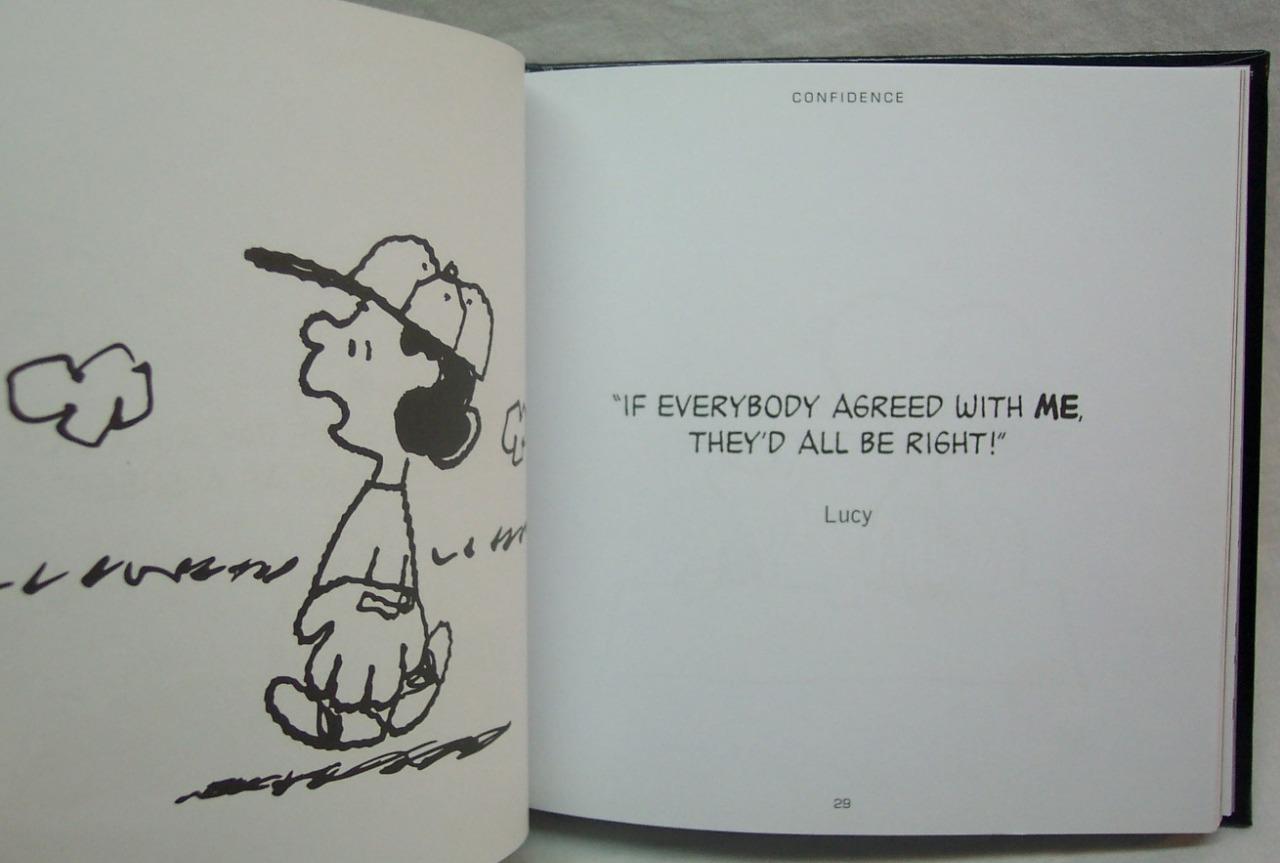 CONFIDENCE
"IF EVERYBODY AGREED WITH ME,
THEY'D ALL BE RIGHT!"
Lucy
29